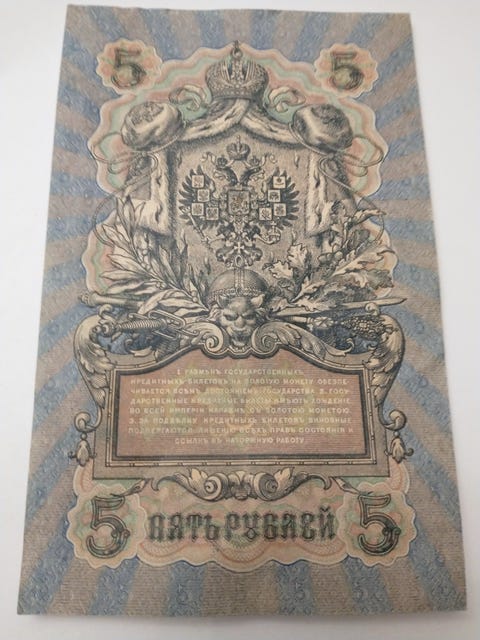 5 5
1. РАЗМѢНЪ ГОСУДАРСТВЕННЫХЪ
КРЕДИТНЫХЪ БИЛЕТОВЪ НА ЗОЛОТУЮ МОНЕТУ ОБЕЗПЕ-
ЧИВАЕТСЯ ВСѢМЪ ДОСТОЯНІЕМЪ ГОСУДАРСТВА. 2. ГОСУ-
ДАРСТВЕННЫЕ КРЕДИТНЫЕ БИЛЕТЫ ИМѢЮТЪ ХОЖДЕНІЕ
ВО ВСЕЙ ИМПЕРІИ НАРАВНѢ СЪ ЗОЛОТОЮ МОНЕТОЮ.
3. ЗА ПОДДѢЛКУ КРЕДИТНЫХЪ БИЛЕТОВЪ ВИНОВНЫЕ
ПОДВЕРГАЮТСЯ ЛИШЕНІЮ ВСѢХЪ ПРАВЪ СОСТОЯНІЯ И
ССЫЛКѢ ВЪ КАТОРЖНУЮ РАБОТУ.
5 ПЯТЬ РУБЛЕЙ 5